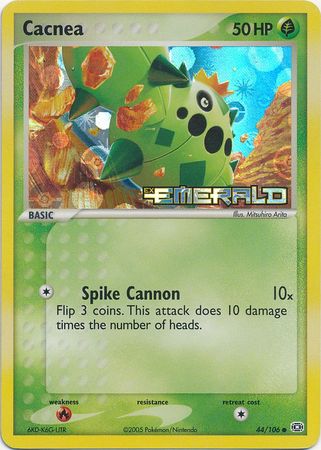 Cacnea 50 HP
EX EMERALD
Illus. Mitsuhiro Arita
BASIC
Spike Cannon 10x
Flip 3 coins. This attack does 10 damage
times the number of heads.
weakness resistance retreat cost
6KD-K6G-UTR ©2005 Pokémon/Nintendo 44/106 ●